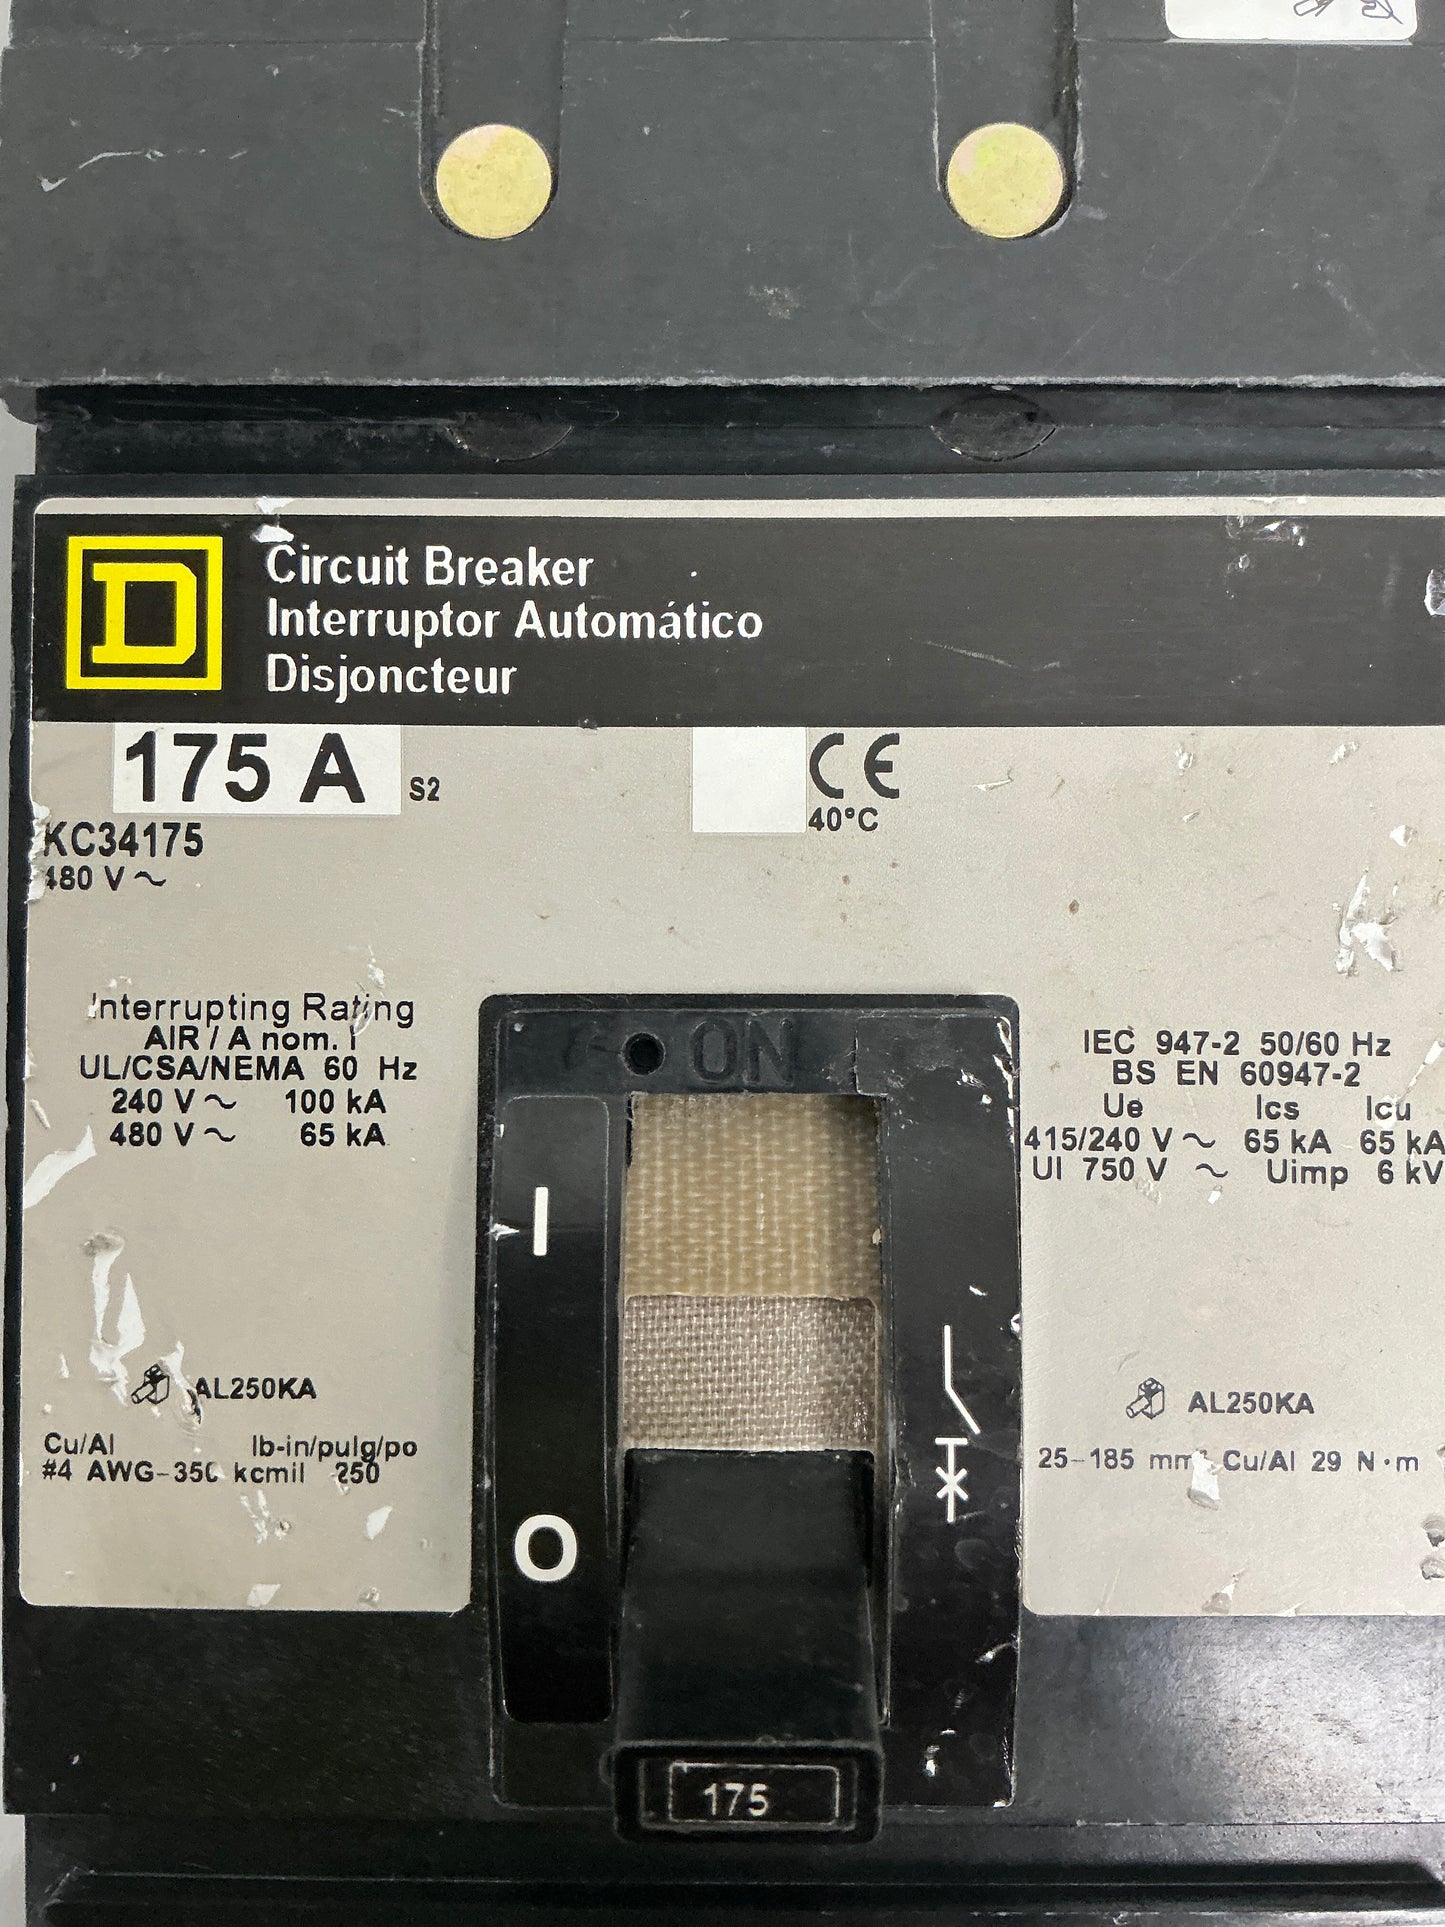 D
Circuit Breaker
Interruptor Automático
Disjoncteur
175 A S2
CE
40°C
KC34175
480 V ~
Interrupting Rating
AIR / A nom. I
UL/CSA/NEMA 60 Hz
240 V ~ 100 kA
480 V ~ 65 kA
AL250KA
Cu/Al lb-in/pulg/po
#4 AWG-350 kcmil 250
ON
I
O
175
IEC 947-2 50/60 Hz
BS EN 60947-2
Ue Ics Icu
415/240 V ~ 65 kA 65 kA
UI 750 V ~ Uimp 6 kV
AL250KA
25-185 mm² Cu/Al 29 N·m